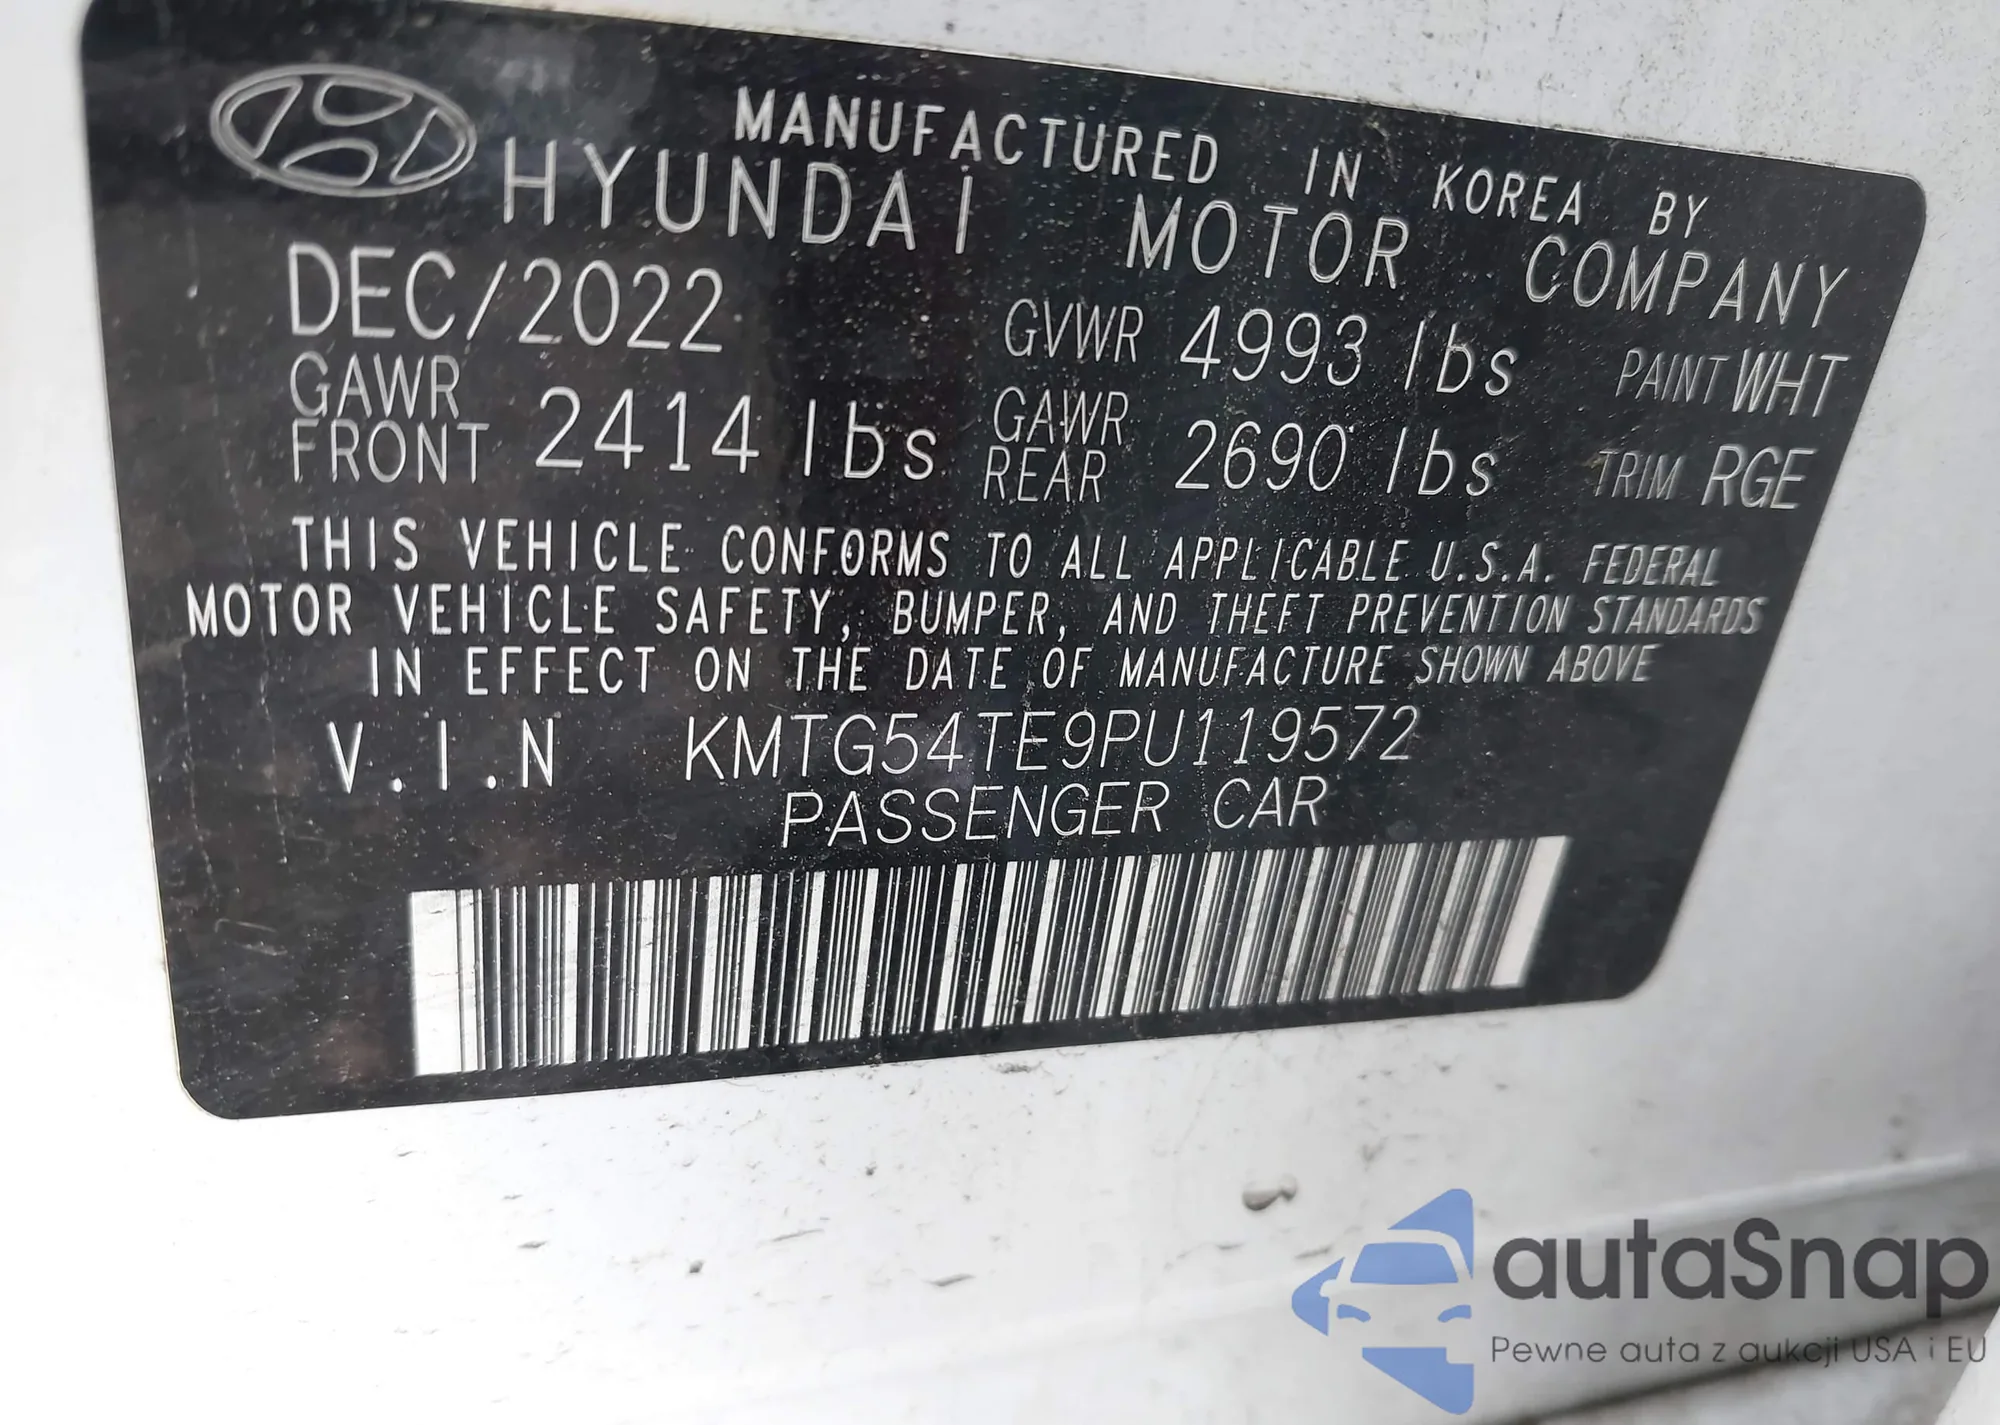 MANUFACTURED IN KOREA BY
HYUNDAI MOTOR COMPANY
DEC/2022 GVWR 4993 lbs PAINT WHT
GAWR FRONT 2414 lbs GAWR REAR 2690 lbs TRIM RGE
THIS VEHICLE CONFORMS TO ALL APPLICABLE U.S.A. FEDERAL
MOTOR VEHICLE SAFETY, BUMPER, AND THEFT PREVENTION STANDARDS
IN EFFECT ON THE DATE OF MANUFACTURE SHOWN ABOVE
V.I.N KMTG54TE9PU119572
PASSENGER CAR
autaSnap
Pewne auta z aukcji USA i EU